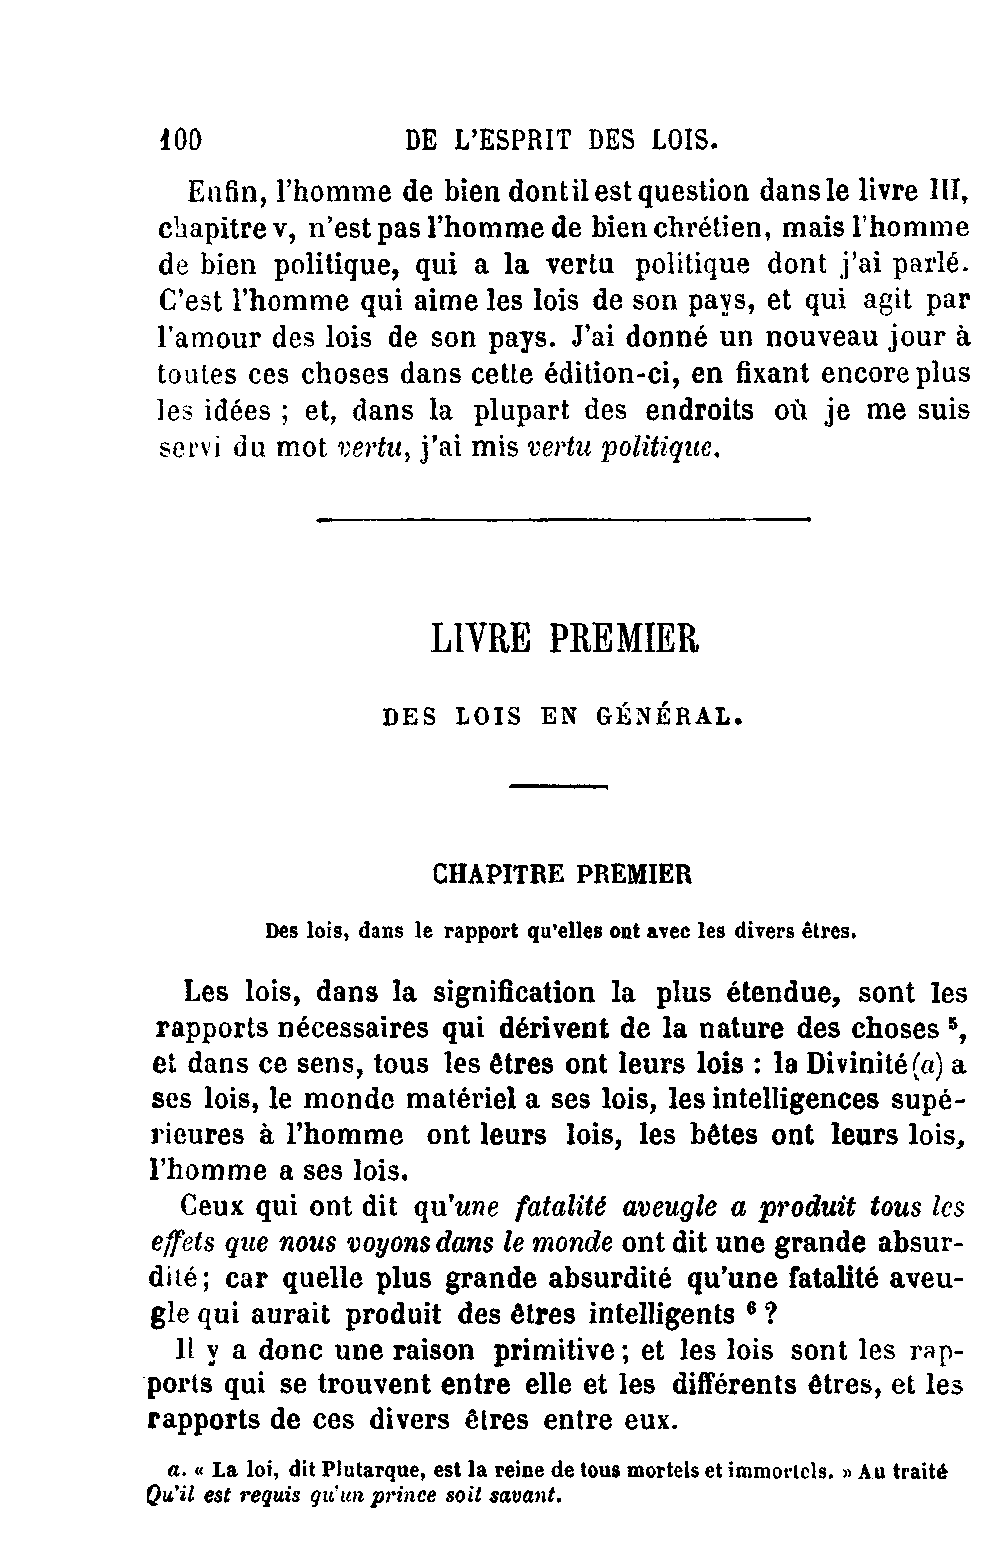 100 DE L'ESPRIT DES LOIS.
Enfin, l'homme de bien dont il est question dans le livre III,
chapitre v, n'est pas l'homme de bien chrétien, mais l'homme
de bien politique, qui a la vertu politique dont j'ai parlé.
C'est l'homme qui aime les lois de son pays, et qui agit par
l'amour des lois de son pays. J'ai donné un nouveau jour à
toutes ces choses dans cette édition-ci, en fixant encore plus
les idées ; et, dans la plupart des endroits où je me suis
servi du mot vertu, j'ai mis vertu politique.
LIVRE PREMIER
DES LOIS EN GÉNÉRAL.
CHAPITRE PREMIER
Des lois, dans le rapport qu'elles ont avec les divers êtres.
Les lois, dans la signification la plus étendue, sont les
rapports nécessaires qui dérivent de la nature des choses ⁵,
et dans ce sens, tous les êtres ont leurs lois : la Divinité (a) a
ses lois, le monde matériel a ses lois, les intelligences supé-
rieures à l'homme ont leurs lois, les bêtes ont leurs lois,
l'homme a ses lois.
Ceux qui ont dit qu'une fatalité aveugle a produit tous les
effets que nous voyons dans le monde ont dit une grande absur-
dité ; car quelle plus grande absurdité qu'une fatalité aveu-
gle qui aurait produit des êtres intelligents ⁶ ?
Il y a donc une raison primitive ; et les lois sont les rap-
ports qui se trouvent entre elle et les différents êtres, et les
rapports de ces divers êtres entre eux.
a. « La loi, dit Plutarque, est la reine de tous mortels et immortels. » Au traité
Qu'il est requis qu'un prince soit savant.